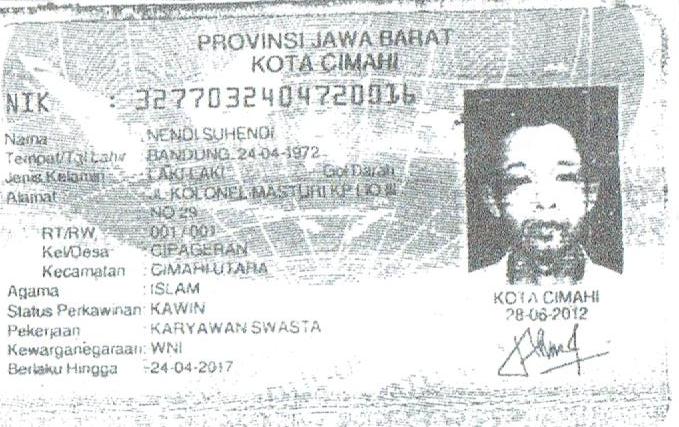 PROVINSI JAWA BARAT
KOTA CIMAHI
NIK : 3277032404720016
Nama : NENDI SUHENDI
Tempat/Tgl Lahir : BANDUNG, 24-04-1972
Jenis Kelamin : LAKI LAKI Gol Darah
Alamat : JL KOLONEL MASTURI KP LIO III
NO 29
RT/RW : 001 / 001
Kel/Desa : CIPAGERAN
Kecamatan : CIMAHI UTARA
Agama : ISLAM
Status Perkawinan: KAWIN
Pekerjaan : KARYAWAN SWASTA
Kewarganegaraan: WNI
Berlaku Hingga : 24-04-2017
KOTA CIMAHI
28-06-2012